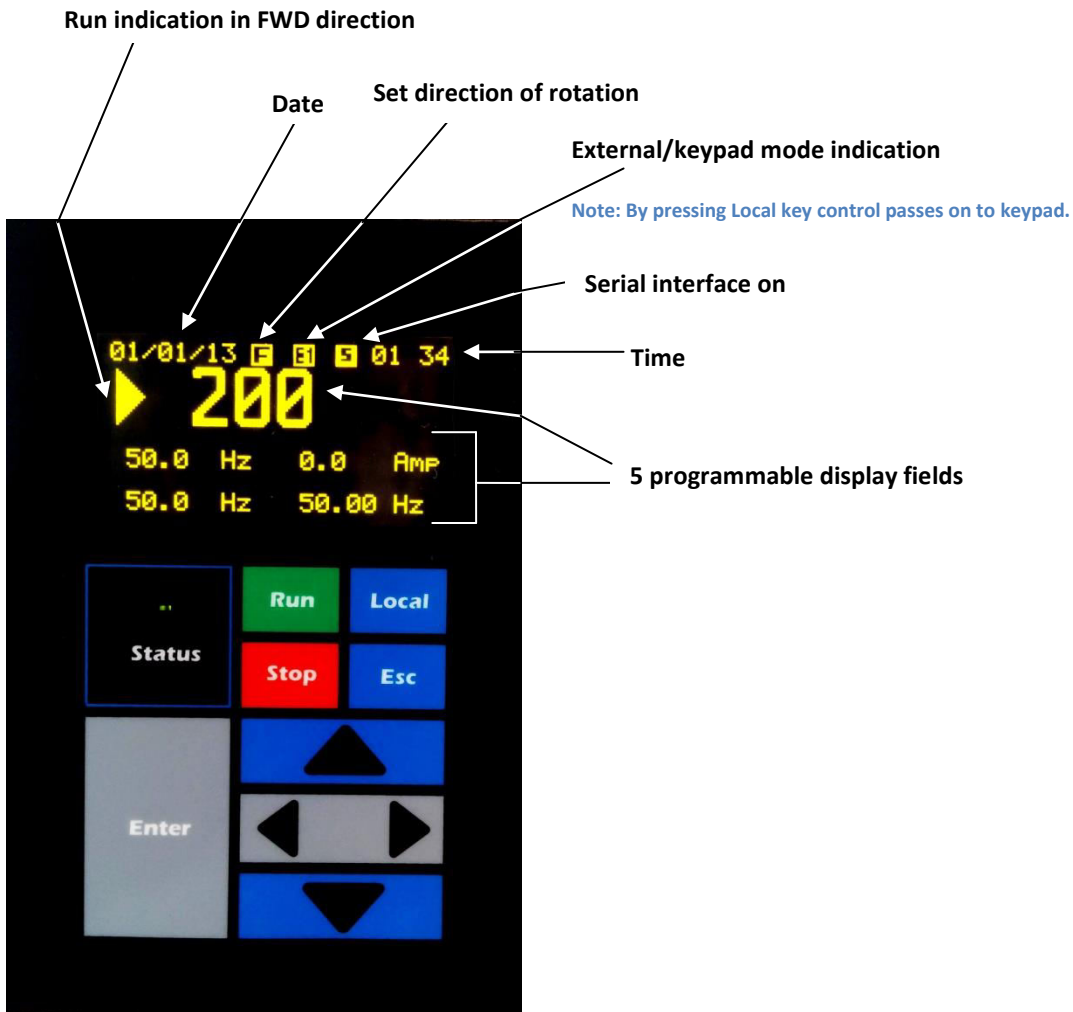 Run indication in FWD direction
Date
Set direction of rotation
External/keypad mode indication
Note: By pressing Local key control passes on to keypad.
Serial interface on
01/01/13 F E1 S 01 34
Time
200
50.0 Hz 0.0 Amp
50.0 Hz 50.00 Hz
5 programmable display fields
Run
Local
Status
Stop
Esc
Enter